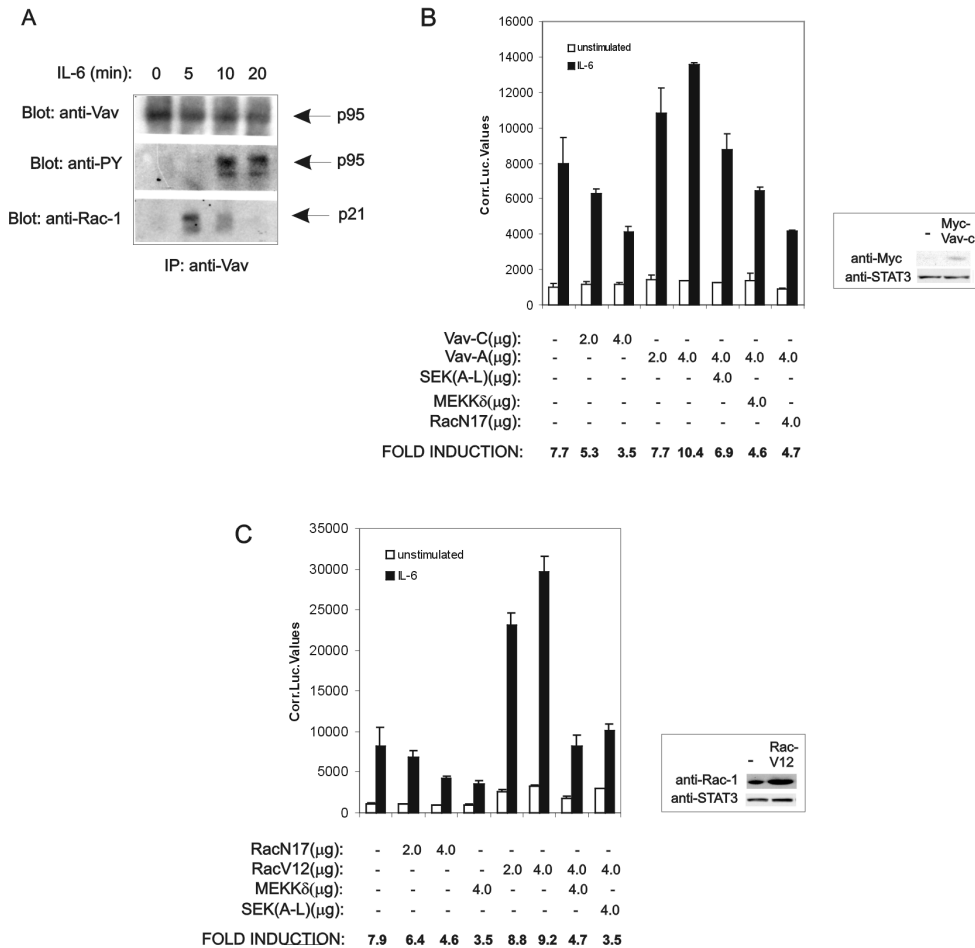 A
IL-6 (min): 0 5 10 20
Blot: anti-Vav p95
Blot: anti-PY p95
Blot: anti-Rac-1 p21
IP: anti-Vav
B
16000
14000
12000
10000
8000
6000
4000
2000
0
Corr.Luc.Values
unstimulated
IL-6
Vav-C(μg): - 2.0 4.0 - - - - -
Vav-A(μg): - - - 2.0 4.0 4.0 4.0 4.0
SEK(A-L)(μg): - - - - - 4.0 - -
MEKKδ(μg): - - - - - - 4.0 -
RacN17(μg): - - - - - - - 4.0
FOLD INDUCTION: 7.7 5.3 3.5 7.7 10.4 6.9 4.6 4.7
- Myc-
Vav-c
anti-Myc
anti-STAT3
C
35000
30000
25000
20000
15000
10000
5000
0
Corr.Luc.Values
unstimulated
IL-6
RacN17(μg): - 2.0 4.0 - - - - -
RacV12(μg): - - - - 2.0 4.0 4.0 4.0
MEKKδ(μg): - - - 4.0 - - 4.0 -
SEK(A-L)(μg): - - - - - - - 4.0
FOLD INDUCTION: 7.9 6.4 4.6 3.5 8.8 9.2 4.7 3.5
- Rac-
V12
anti-Rac-1
anti-STAT3